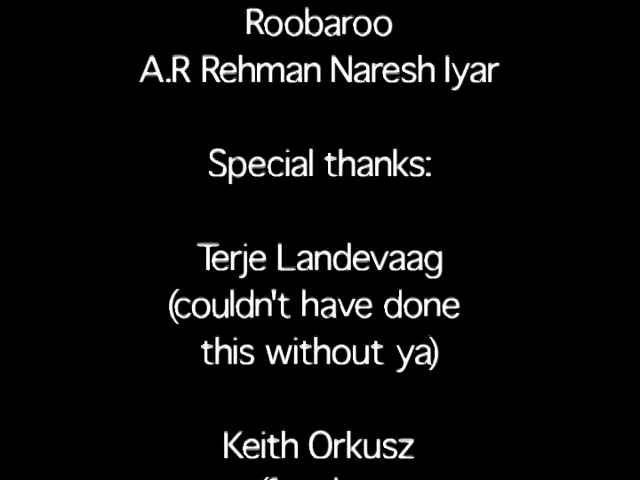 Roobaroo
A.R Rehman Naresh Iyar
Special thanks:
Terje Landevaag
(couldn't have done
this without ya)
Keith Orkusz